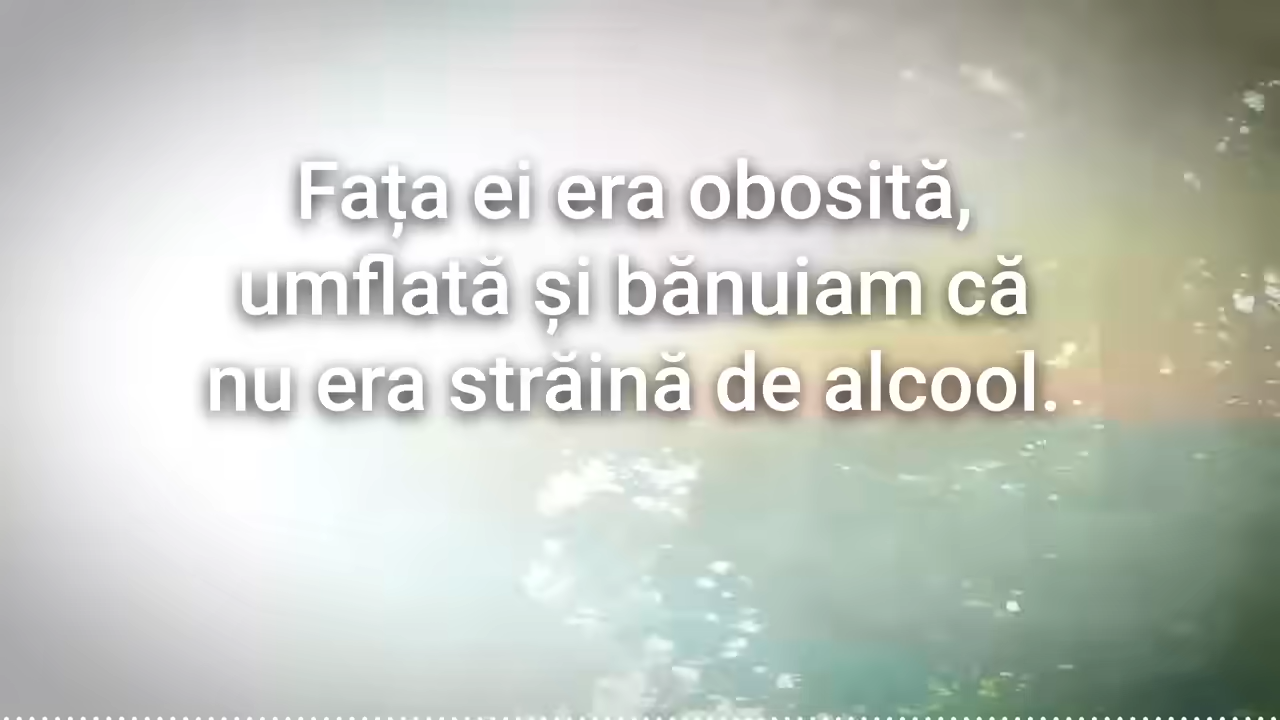 Fața ei era obosită,
umflată și bănuiam că
nu era străină de alcool.